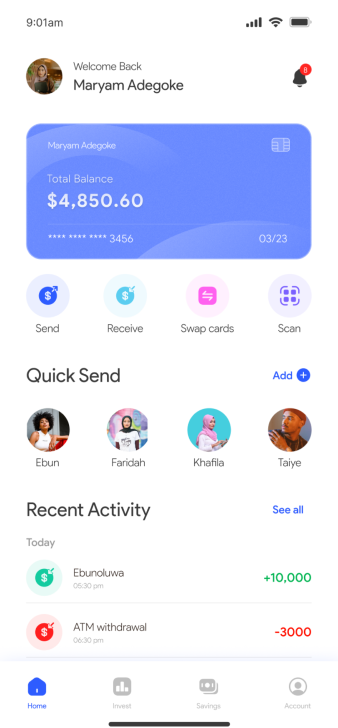 9:01am
Welcome Back
Maryam Adegoke
8
Maryam Adegoke
Total Balance
$4,850.60
**** **** **** 3456 03/23
Send Receive Swap cards Scan
Quick Send Add
Ebun Faridah Khafila Taiye
Recent Activity See all
Today
Ebunoluwa
+10,000
05:30 pm
ATM withdrawal
-3000
06:30 pm
Home Invest Savings Account